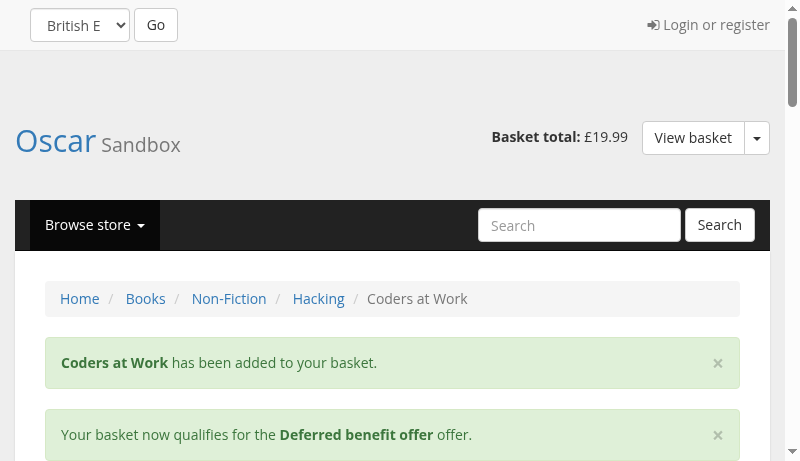 British E Go Login or register
Oscar Sandbox Basket total: £19.99 View basket
Browse store Search Search
Home / Books / Non-Fiction / Hacking / Coders at Work
Coders at Work has been added to your basket. ×
Your basket now qualifies for the Deferred benefit offer offer. ×